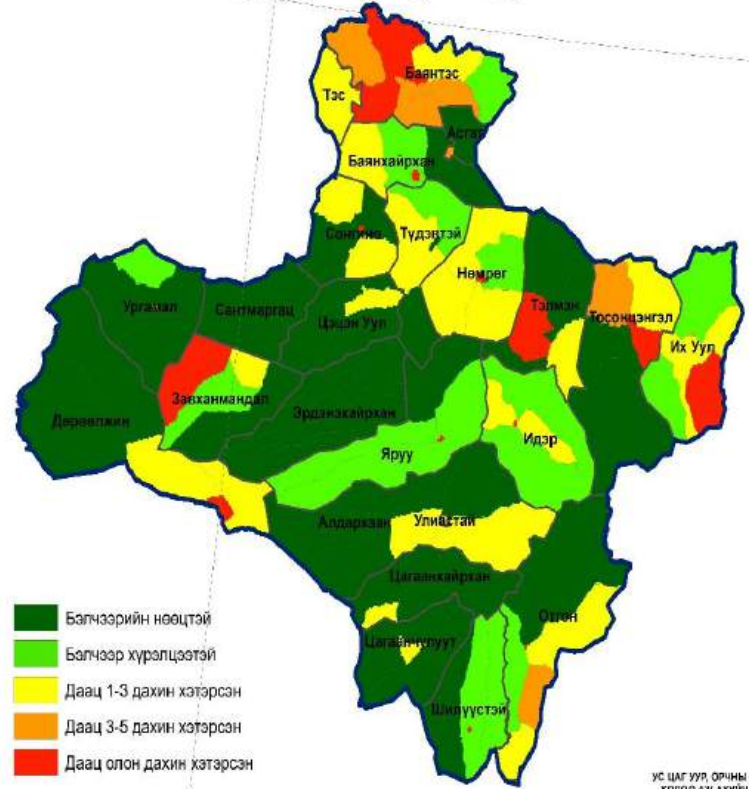 Баянтэс
Тэс
Асгат
Баянхайрхан
Сонгино
Түдэвтэй
Нөмрөг
Ургамал
Сантмаргац
Цэцэн Уул
Тэлмэн
Тосонцэнгэл
Их Уул
Завханмандал
Дөрвөлжин
Эрдэнэхайрхан
Яруу
Идэр
Алдархаан
Улиастай
Цагаанхайрхан
Отгон
Цагаанчулуут
Шилүүстэй
Бэлчээрийн нөөцтэй
Бэлчээр хүрэлцээтэй
Даац 1-3 дахин хэтэрсэн
Даац 3-5 дахин хэтэрсэн
Даац олон дахин хэтэрсэн
УС ЦАГ УУР, ОРЧНЫ